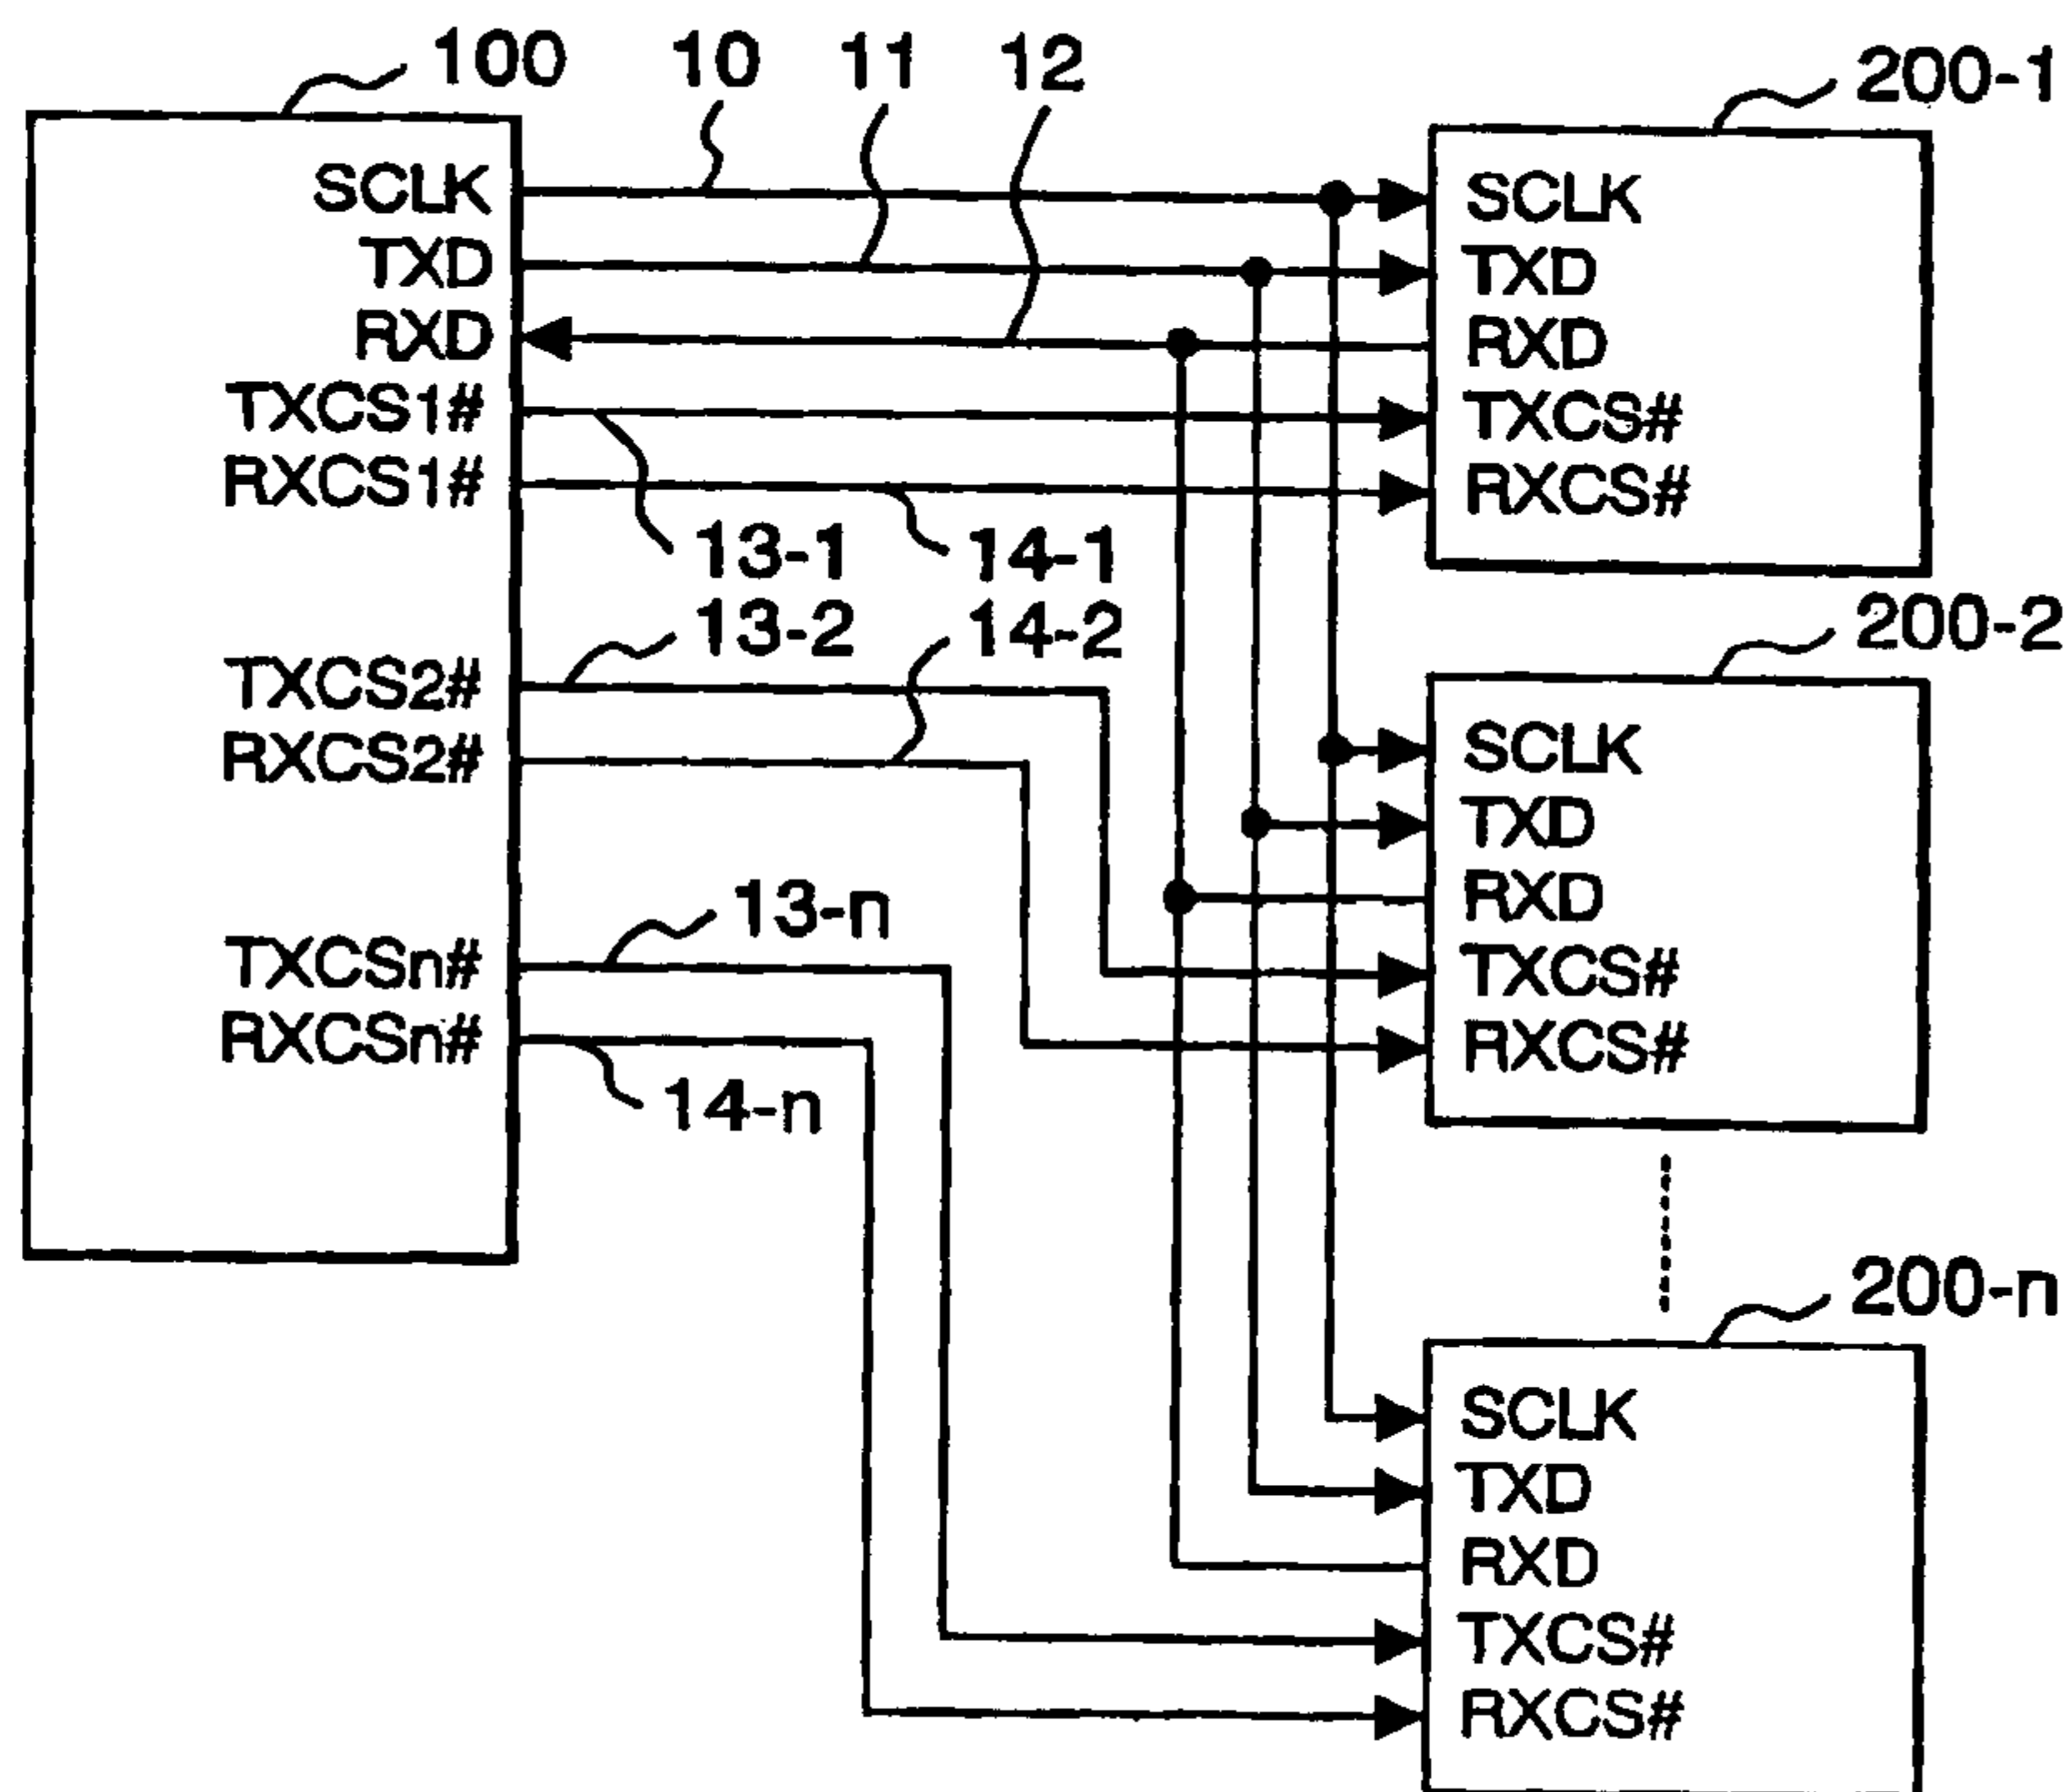 100 10 11 12 200-1
SCLK SCLK
TXD TXD
RXD RXD
TXCS1# TXCS#
RXCS1# RXCS#
13-1 14-1
13-2 14-2 200-2
TXCS2#
RXCS2# SCLK
TXD
13-n RXD
TXCSn# TXCS#
RXCSn# RXCS#
14-n
200-n
SCLK
TXD
RXD
TXCS#
RXCS#